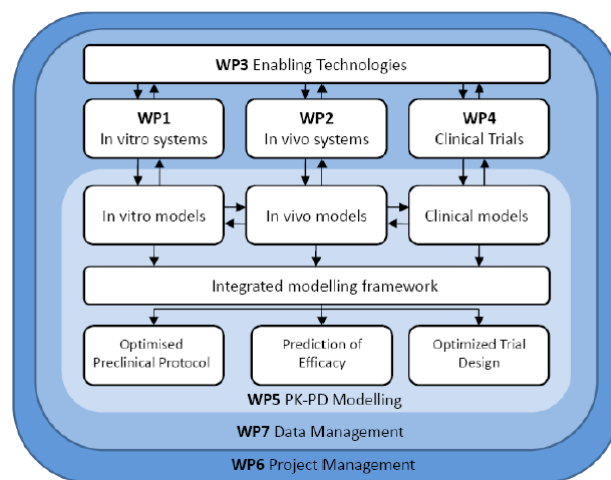 WP3 Enabling Technologies
WP1
In vitro systems
WP2
In vivo systems
WP4
Clinical Trials
In vitro models
In vivo models
Clinical models
Integrated modelling framework
Optimised
Preclinical Protocol
Prediction of
Efficacy
Optimized Trial
Design
WP5 PK-PD Modelling
WP7 Data Management
WP6 Project Management